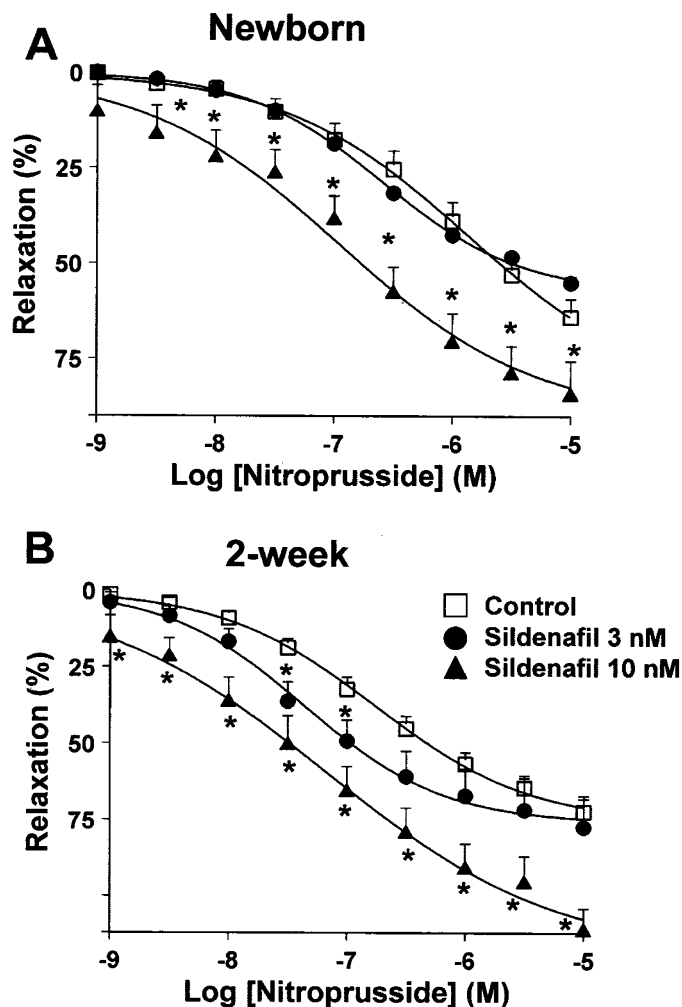 A
Newborn
Relaxation (%)
0
25
50
75
* * * * * * * *
-9 -8 -7 -6 -5
Log [Nitroprusside] (M)
B
2-week
Relaxation (%)
0
25
50
75
Control
Sildenafil 3 nM
Sildenafil 10 nM
* *
* * * * * * * * *
-9 -8 -7 -6 -5
Log [Nitroprusside] (M)